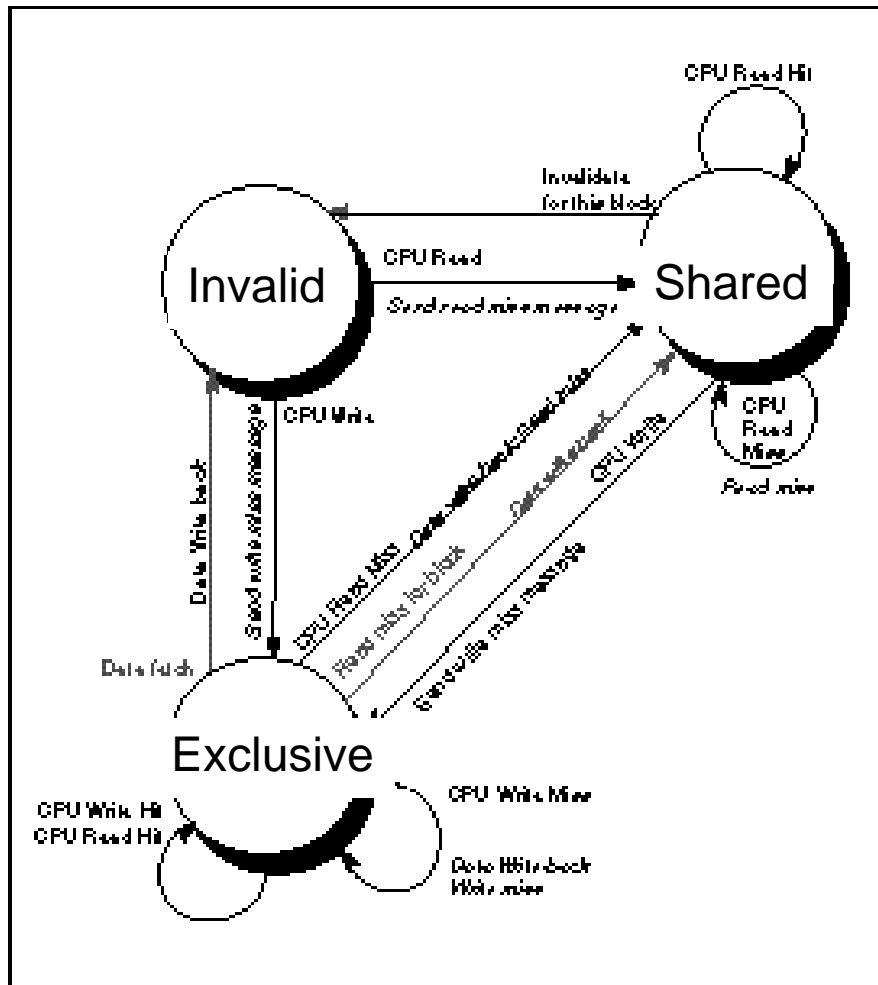 CPU Read Hit
Invalidate
for this block
Invalid
CPU Read
Send read miss message
Shared
CPU Write
Send write miss message
Data Write back
CPU
Read
Miss
Read miss
CPU Read Miss
Read miss
Read miss for block
CPU Write
Send write miss message
Data fetch
Exclusive
CPU Write Hit
CPU Read Hit
CPU Write Miss
Data Write back
Write miss